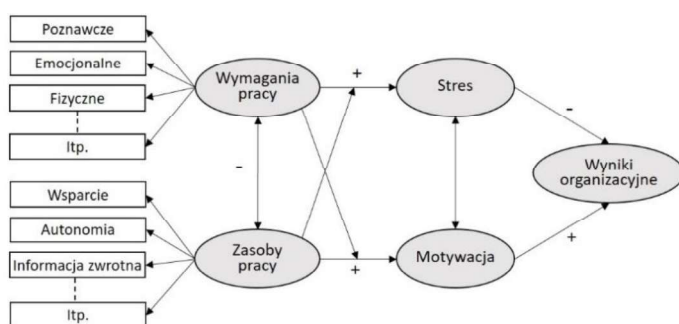 Poznawcze
Emocjonalne
Fizyczne
Itp.
Wsparcie
Autonomia
Informacja zwrotna
Itp.
Wymagania
pracy
-
Zasoby
pracy
+
+
Stres
Motywacja
-
+
Wyniki
organizacyjne